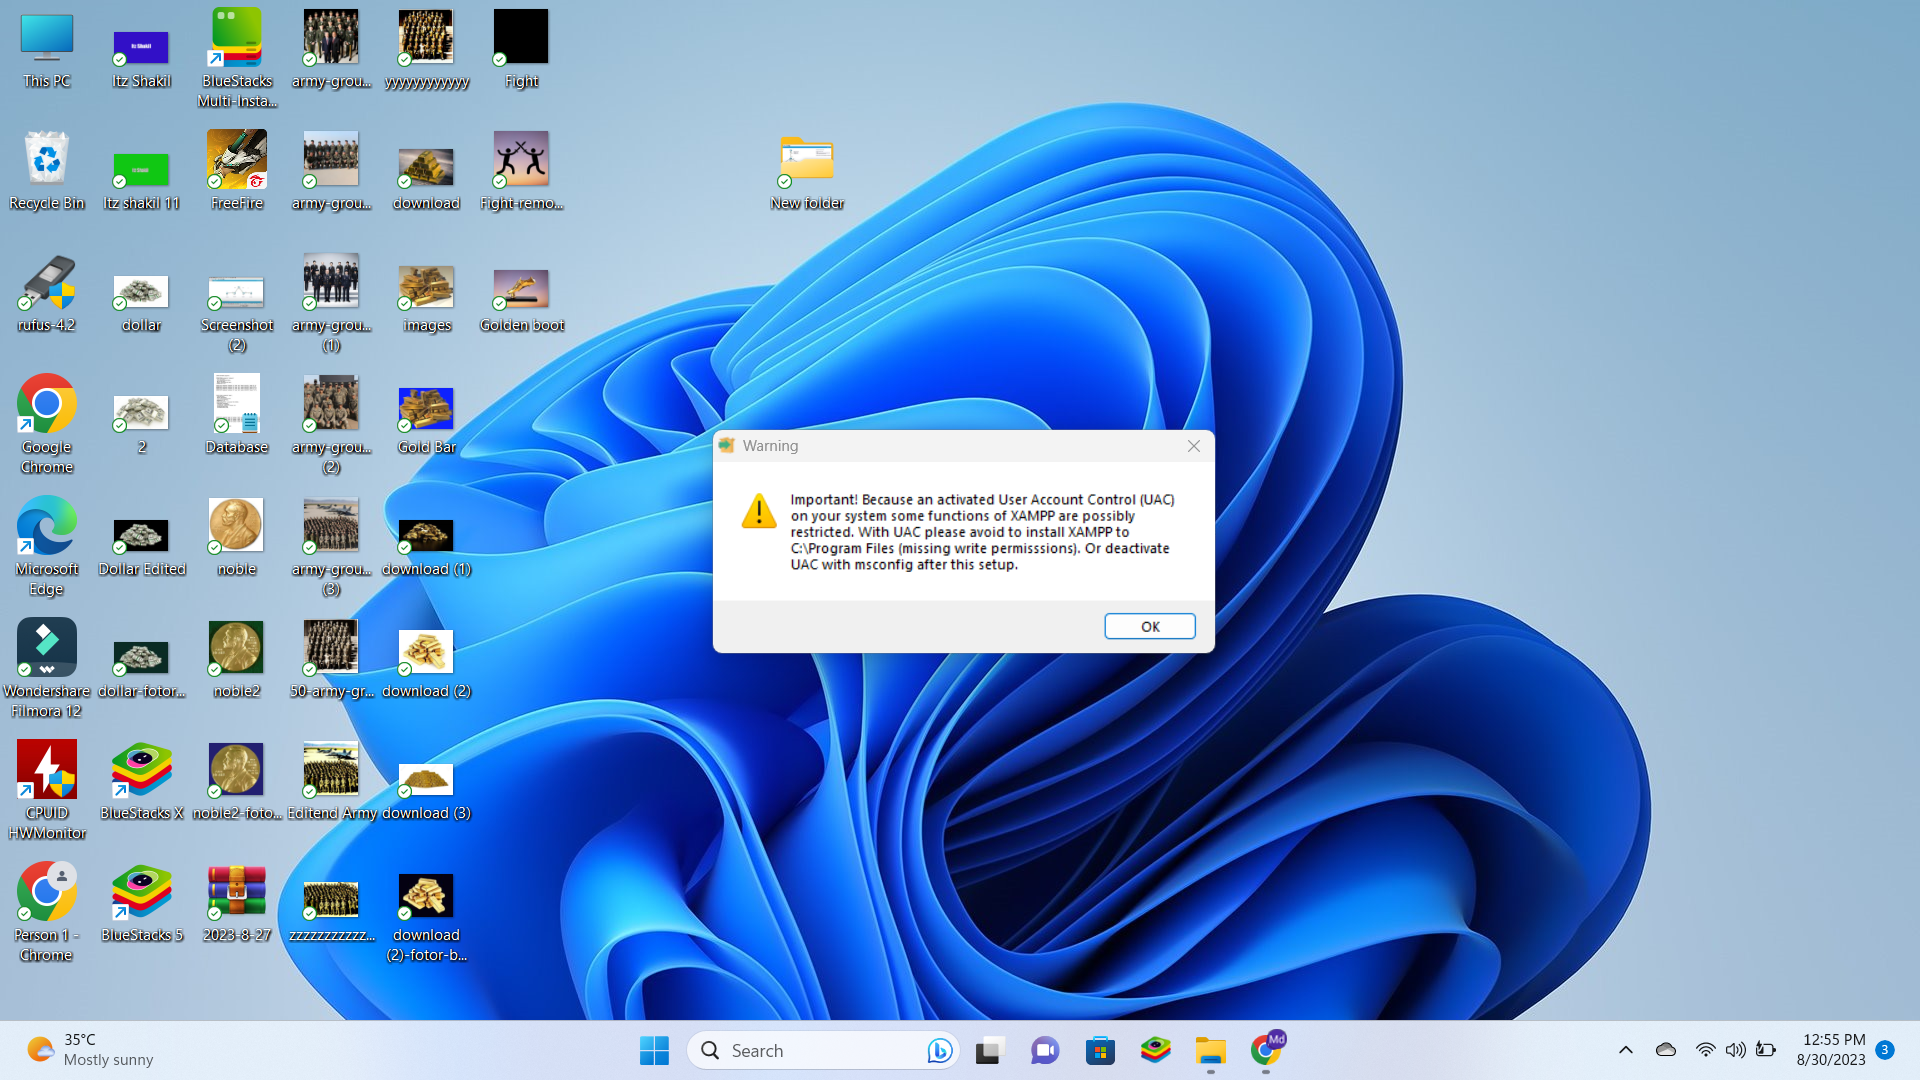 This PC
Itz Shakil
BlueStacks
Multi-Insta...
army-grou...
yyyyyyyyyyyy
Fight
Recycle Bin
Itz shakil 11
FreeFire
army-grou...
download
Fight-remo...
New folder
rufus-4.2
dollar
Screenshot
(2)
army-grou...
(1)
images
Golden boot
Google
Chrome
2
Database
army-grou...
(2)
Gold Bar
Microsoft
Edge
Dollar Edited
noble
army-grou...
(3)
download (1)
Wondershare
Filmora 12
dollar-fotor...
noble2
50-army-gr...
download (2)
CPUID
HWMonitor
BlueStacks X
noble2-foto...
Editend Army
download (3)
Person 1 -
Chrome
BlueStacks 5
2023-8-27
zzzzzzzzzzz...
download
(2)-fotor-b...
Warning
Important! Because an activated User Account Control (UAC)
on your system some functions of XAMPP are possibly
restricted. With UAC please avoid to install XAMPP to
C:\Program Files (missing write permisssions). Or deactivate
UAC with msconfig after this setup.
OK
35°C
Mostly sunny
Search
Md
12:55 PM
8/30/2023
3